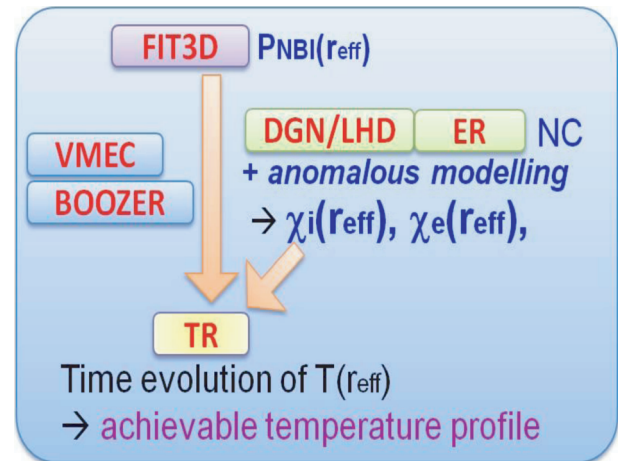 FIT3D PNBI(reff)
DGN/LHD ER NC
VMEC
+ anomalous modelling
BOOZER
→ χi(reff), χe(reff),
TR
Time evolution of T(reff)
→ achievable temperature profile